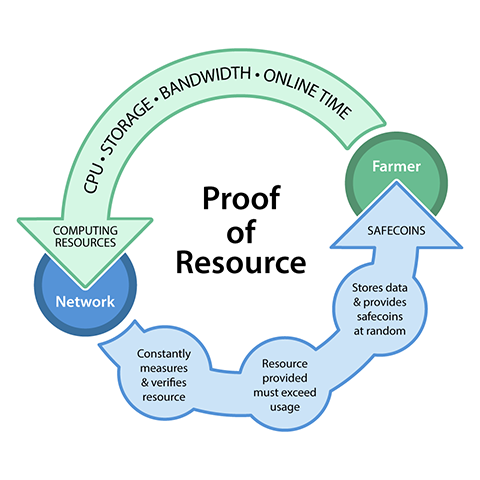 CPU • STORAGE • BANDWIDTH • ONLINE TIME
Farmer
Proof
of
Resource
COMPUTING
RESOURCES
SAFECOINS
Network
Stores data
& provides
safecoins
at random
Constantly
measures
& verifies
resource
Resource
provided
must exceed
usage